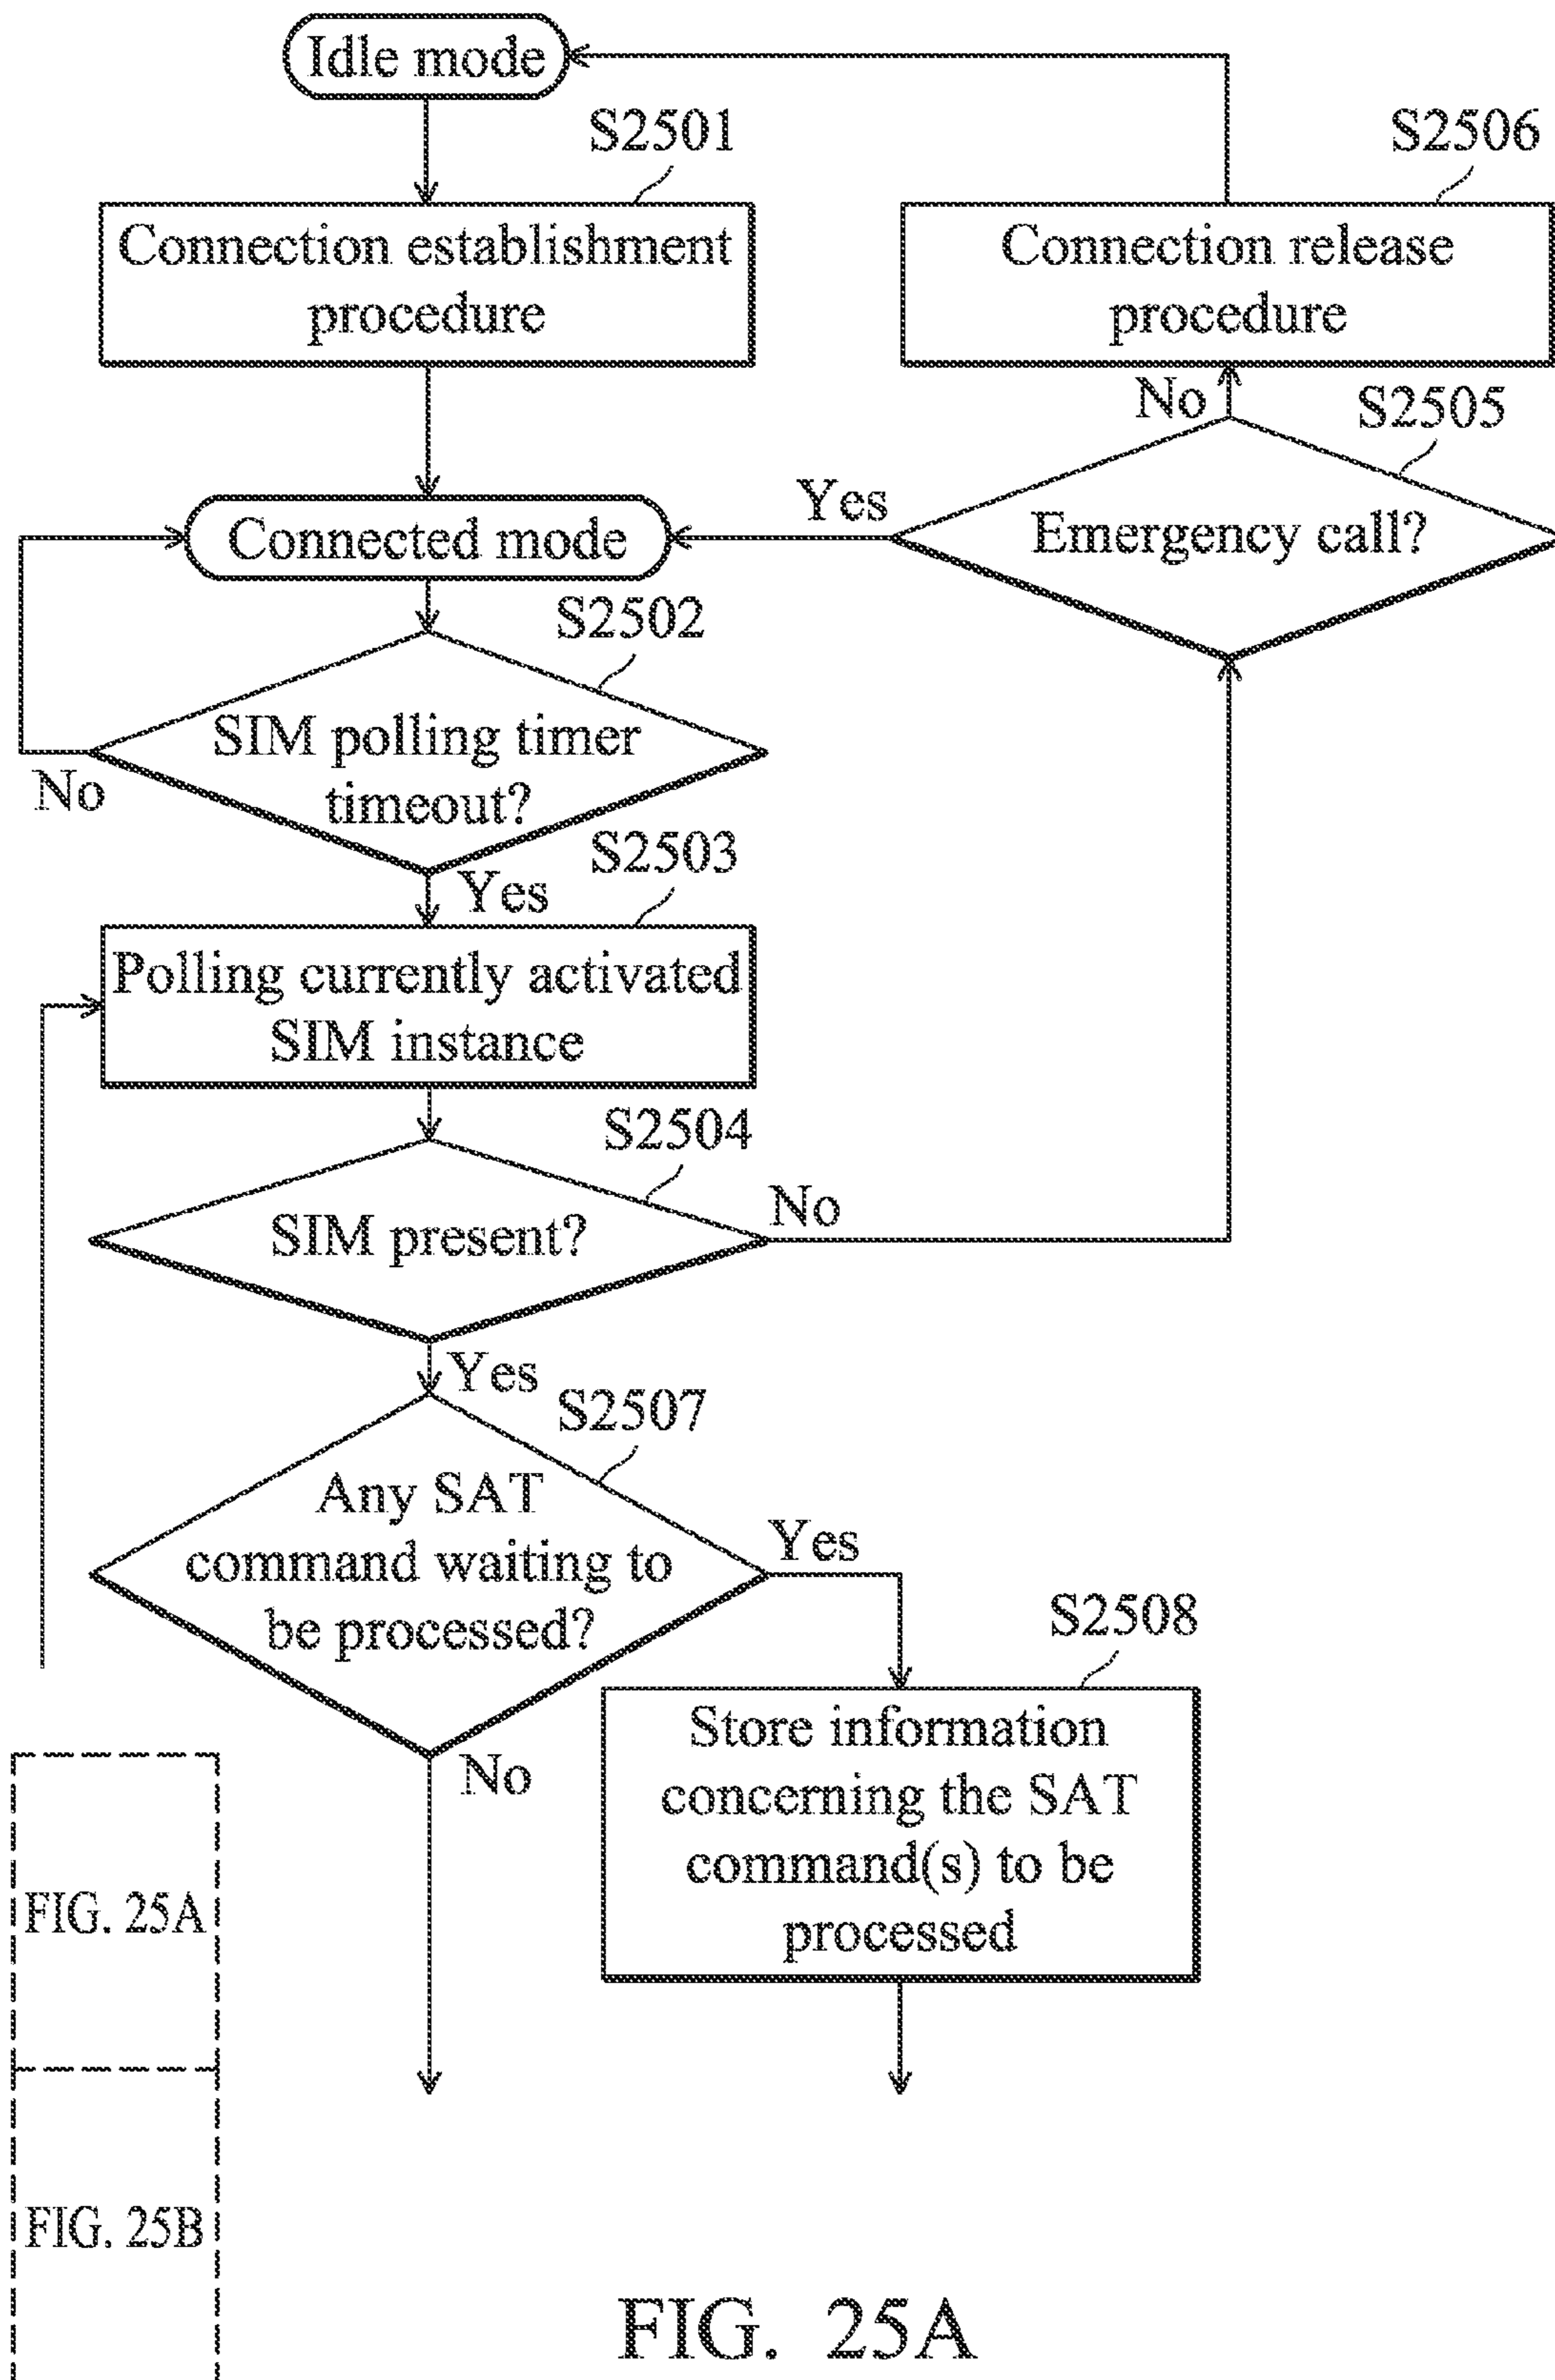 Idle mode
S2501
S2506
Connection establishment
procedure
Connection release
procedure
No
S2505
Yes
Connected mode
Emergency call?
S2502
SIM polling timer
timeout?
No
S2503
Yes
Polling currently activated
SIM instance
S2504
SIM present?
No
Yes
S2507
Any SAT
command waiting to
be processed?
Yes
S2508
Store information
concerning the SAT
command(s) to be
processed
No
FIG. 25A
FIG. 25B
FIG. 25A